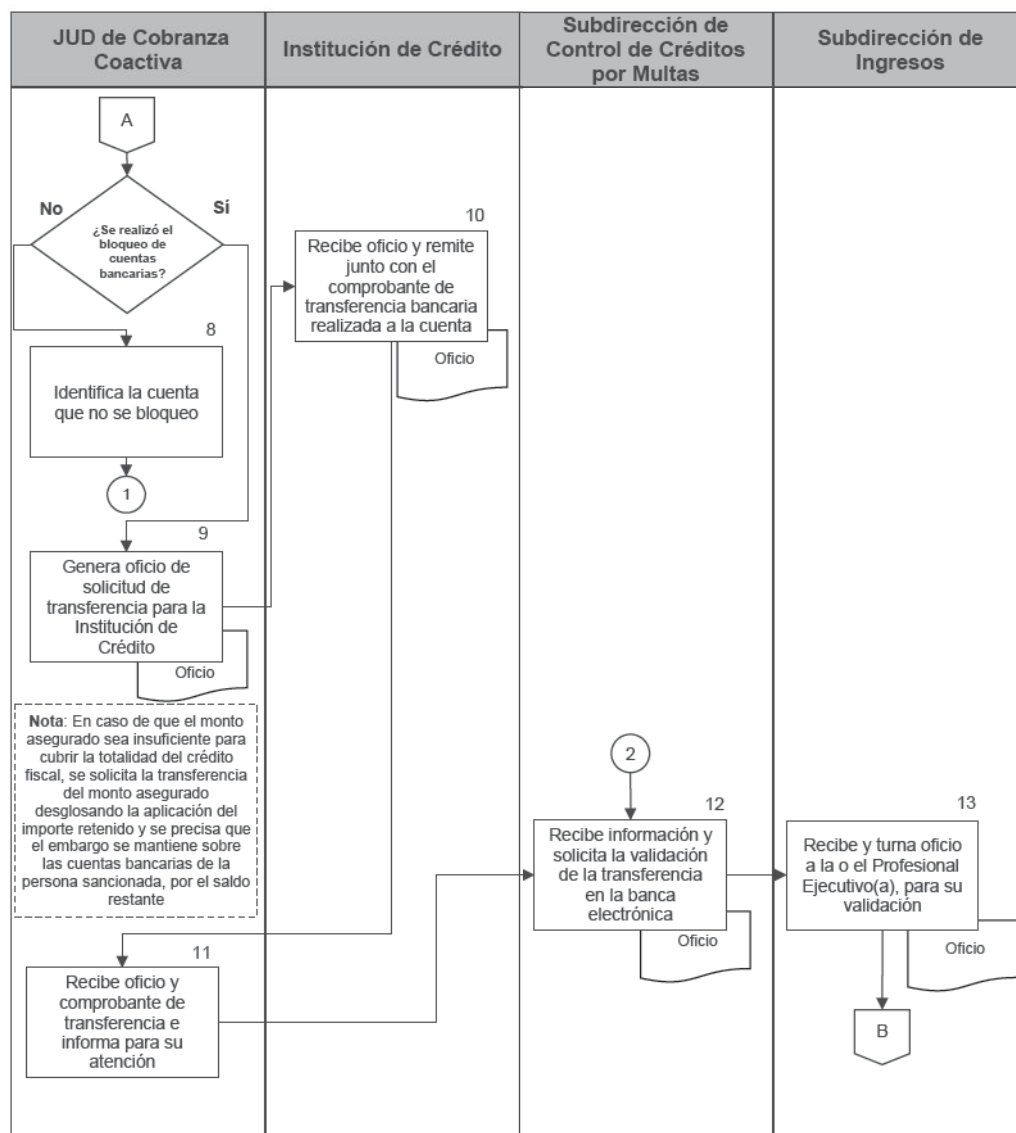 JUD de Cobranza
Coactiva
Institución de Crédito
Subdirección de
Control de Créditos
por Multas
Subdirección de
Ingresos
A
No
Sí
¿Se realizó el
bloqueo de
cuentas
bancarias?
8
Identifica la cuenta
que no se bloqueo
1
9
Genera oficio de
solicitud de
transferencia para la
Institución de
Crédito
Oficio
Nota: En caso de que el monto
asegurado sea insuficiente para
cubrir la totalidad del crédito
fiscal, se solicita la transferencia
del monto asegurado
desglosando la aplicación del
importe retenido y se precisa que
el embargo se mantiene sobre
las cuentas bancarias de la
persona sancionada, por el saldo
restante
10
Recibe oficio y remite
junto con el
comprobante de
transferencia bancaria
realizada a la cuenta
Oficio
11
Recibe oficio y
comprobante de
transferencia e
informa para su
atención
2
12
Recibe información y
solicita la validación
de la transferencia
en la banca
electrónica
Oficio
13
Recibe y turna oficio
a la o el Profesional
Ejecutivo(a), para su
validación
Oficio
B